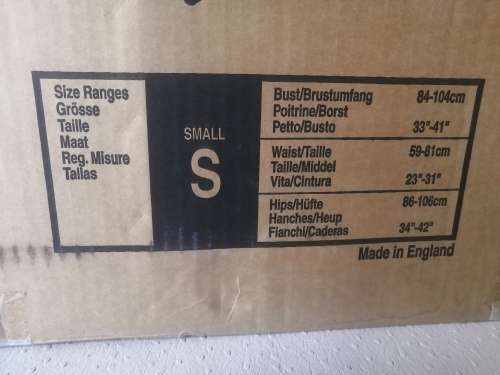 Size Ranges
Grösse
Taille
Maat
Reg. Misure
Tallas
SMALL
S
Bust/Brustumfang 84-104cm
Poitrine/Borst
Petto/Busto 33"-41"
Waist/Taille 59-81cm
Taille/Middel
Vita/Cintura 23"-31"
Hips/Hüfte 86-106cm
Hanches/Heup
Fianchi/Caderas 34"-42"
Made in England